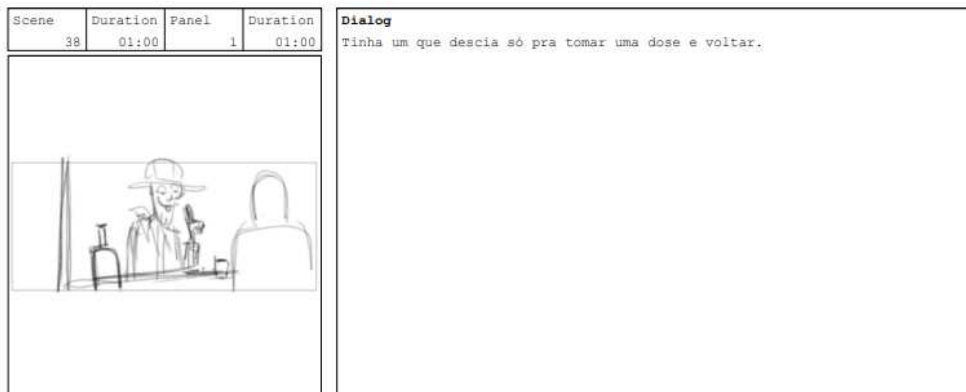 Scene Duration Panel Duration
38 01:00 1 01:00
Dialog
Tinha um que descia só pra tomar uma dose e voltar.